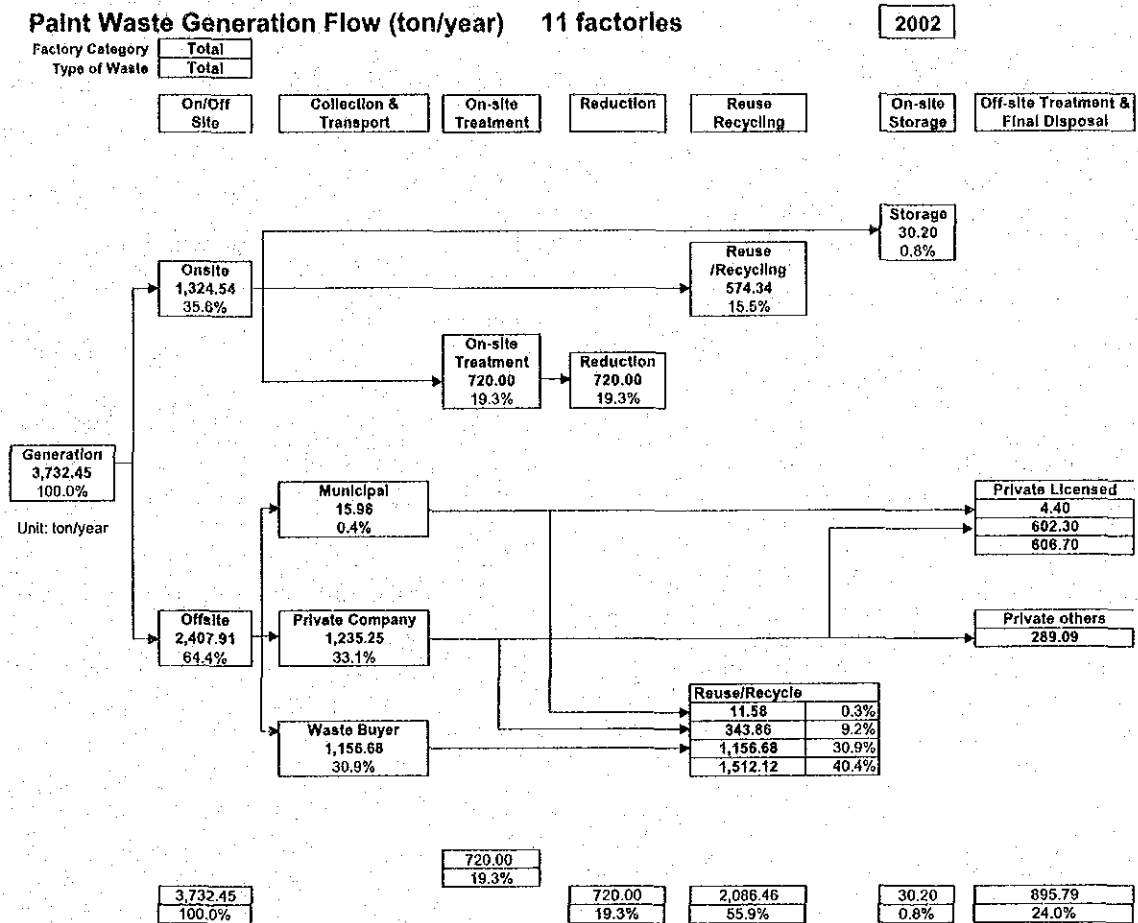 Paint Waste Generation Flow (ton/year) 11 factories 2002
Factory Category Total
Type of Waste Total
On/Off Site
Collection & Transport
On-site Treatment
Reduction
Reuse Recycling
On-site Storage
Off-site Treatment & Final Disposal
Storage
30.20
0.8%
Reuse
/Recycling
574.34
15.5%
Onsite
1,324.54
35.6%
On-site
Treatment
720.00
19.3%
Reduction
720.00
19.3%
Generation
3,732.45
100.0%
Unit: ton/year
Municipal
15.98
0.4%
Private Licensed
4.40
602.30
606.70
Offsite
2,407.91
64.4%
Private Company
1,235.25
33.1%
Private others
289.09
Waste Buyer
1,156.68
30.9%
Reuse/Recycle
11.58 0.3%
343.86 9.2%
1,156.68 30.9%
1,512.12 40.4%
720.00
19.3%
3,732.45 720.00 2,086.46 30.20 895.79
100.0% 19.3% 55.9% 0.8% 24.0%